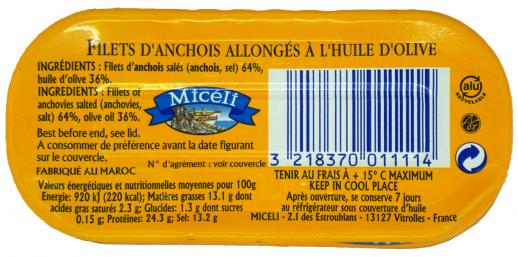 FILETS D'ANCHOIS ALLONGÉS À L'HUILE D'OLIVE
INGRÉDIENTS : Filets d'anchois salés (anchois, sel) 64%,
huile d'olive 36%.
INGREDIENTS : Fillets of
anchovies salted (anchovies,
salt) 64%, olive oil 36%.
Micéli
Best before end, see lid.
A consommer de préférence avant la date figurant
sur le couvercle.
N° d'agrément : voir couvercle
FABRIQUÉ AU MAROC
Valeurs énergétiques et nutritionnelles moyennes pour 100g
Energie: 920 kJ (220 kcal); Matières grasses 13.1 g dont
acides gras saturés 2.3 g; Glucides: 1.3 g dont sucres
0.15 g; Protéines: 24.3 g; Sel: 13.2 g
3 218370 011114
TENIR AU FRAIS À + 15° C MAXIMUM
KEEP IN COOL PLACE
Après ouverture, se conserve 7 jours
au réfrigérateur sous couverture d'huile
MICELI - Z.I des Estroublans - 13127 Vitrolles - France
alu
RECYCLABLE